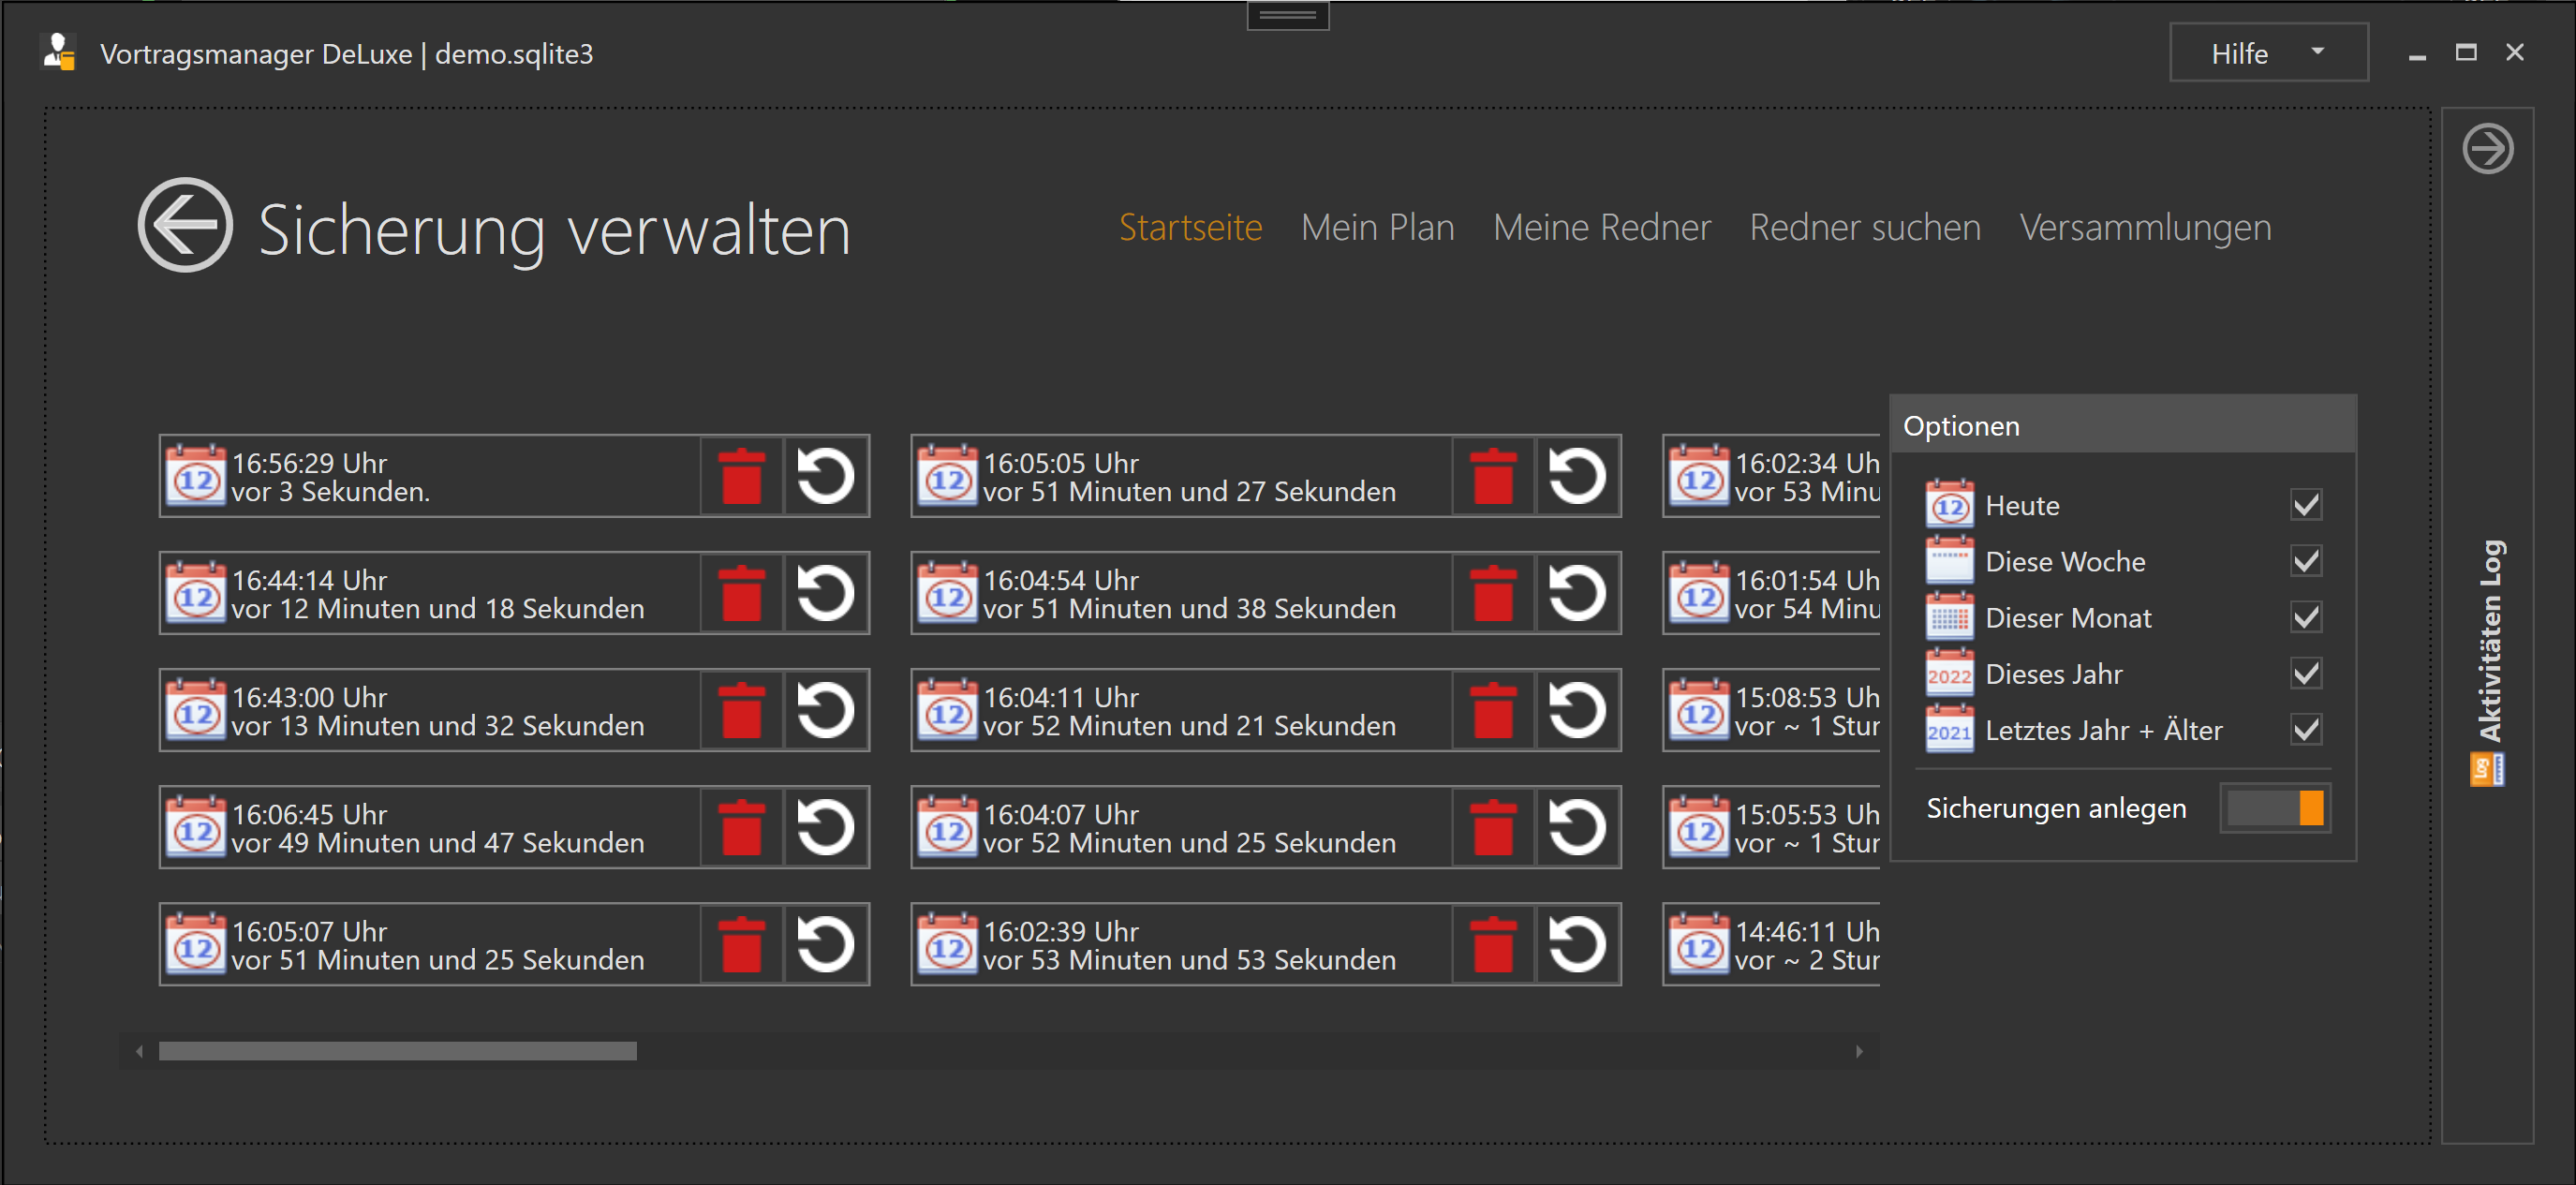 Vortragsmanager DeLuxe | demo.sqlite3
Hilfe
Sicherung verwalten
Startseite Mein Plan Meine Redner Redner suchen Versammlungen
12 16:56:29 Uhr
vor 3 Sekunden.
12 16:44:14 Uhr
vor 12 Minuten und 18 Sekunden
12 16:43:00 Uhr
vor 13 Minuten und 32 Sekunden
12 16:06:45 Uhr
vor 49 Minuten und 47 Sekunden
12 16:05:07 Uhr
vor 51 Minuten und 25 Sekunden
12 16:05:05 Uhr
vor 51 Minuten und 27 Sekunden
12 16:04:54 Uhr
vor 51 Minuten und 38 Sekunden
12 16:04:11 Uhr
vor 52 Minuten und 21 Sekunden
12 16:04:07 Uhr
vor 52 Minuten und 25 Sekunden
12 16:02:39 Uhr
vor 53 Minuten und 53 Sekunden
12 16:02:34 Uh
vor 53 Minu
12 16:01:54 Uh
vor 54 Minu
12 15:08:53 Uh
vor ~ 1 Stur
12 15:05:53 Uh
vor ~ 1 Stur
12 14:46:11 Uh
vor ~ 2 Stur
Optionen
12 Heute
Diese Woche
Dieser Monat
2022 Dieses Jahr
2021 Letztes Jahr + Älter
Sicherungen anlegen
Log Aktivitäten Log